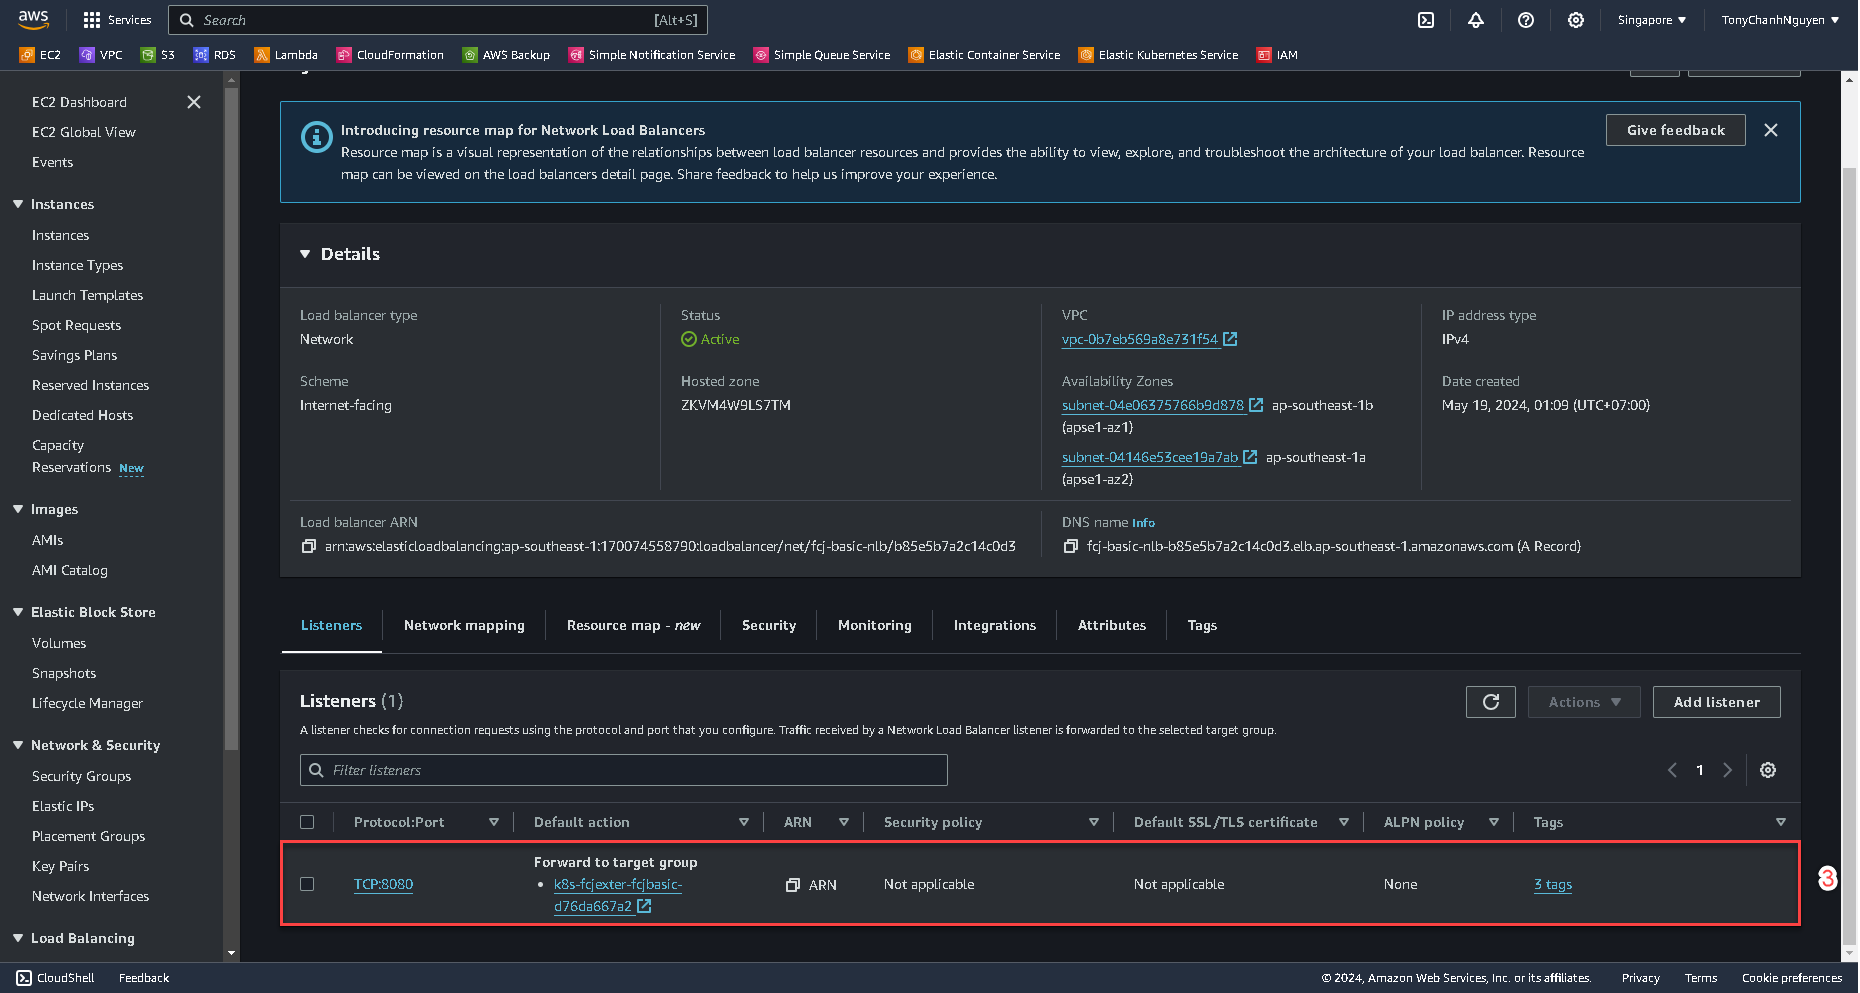 aws
Services
Search
[Alt+S]
Singapore
TonyChanhNguyen
EC2
VPC
S3
RDS
Lambda
CloudFormation
AWS Backup
Simple Notification Service
Simple Queue Service
Elastic Container Service
Elastic Kubernetes Service
IAM
EC2 Dashboard
EC2 Global View
Events
Instances
Instances
Instance Types
Launch Templates
Spot Requests
Savings Plans
Reserved Instances
Dedicated Hosts
Capacity
Reservations New
Images
AMIs
AMI Catalog
Elastic Block Store
Volumes
Snapshots
Lifecycle Manager
Network & Security
Security Groups
Elastic IPs
Placement Groups
Key Pairs
Network Interfaces
Load Balancing
Introducing resource map for Network Load Balancers
Resource map is a visual representation of the relationships between load balancer resources and provides the ability to view, explore, and troubleshoot the architecture of your load balancer. Resource
map can be viewed on the load balancers detail page. Share feedback to help us improve your experience.
Give feedback
Details
Load balancer type
Network
Status
Active
VPC
vpc-0b7eb569a8e731f54
IP address type
IPv4
Scheme
Internet-facing
Hosted zone
ZKVM4W9LS7TM
Availability Zones
subnet-04e06375766b9d878 ap-southeast-1b
(apse1-az1)
subnet-04146e53cee19a7ab ap-southeast-1a
(apse1-az2)
Date created
May 19, 2024, 01:09 (UTC+07:00)
Load balancer ARN
arn:aws:elasticloadbalancing:ap-southeast-1:170074558790:loadbalancer/net/fcj-basic-nlb/b85e5b7a2c14c0d3
DNS name Info
fcj-basic-nlb-b85e5b7a2c14c0d3.elb.ap-southeast-1.amazonaws.com (A Record)
Listeners
Network mapping
Resource map - new
Security
Monitoring
Integrations
Attributes
Tags
Listeners (1)
A listener checks for connection requests using the protocol and port that you configure. Traffic received by a Network Load Balancer listener is forwarded to the selected target group.
Actions
Add listener
Filter listeners
1
Protocol:Port
Default action
ARN
Security policy
Default SSL/TLS certificate
ALPN policy
Tags
TCP:8080
Forward to target group
• k8s-fcjexter-fcjbasic-
d76da667a2
ARN
Not applicable
Not applicable
None
3 tags
3
CloudShell
Feedback
© 2024, Amazon Web Services, Inc. or its affiliates.
Privacy
Terms
Cookie preferences